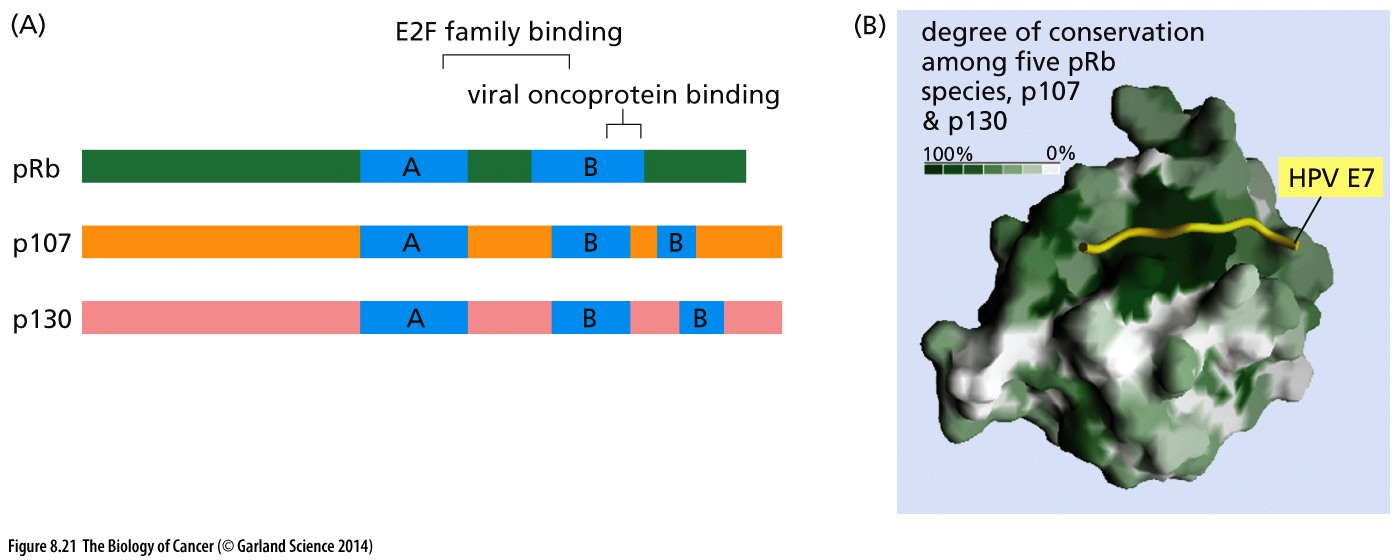 (A)
E2F family binding
viral oncoprotein binding
pRb
A
B
p107
A
B
B
p130
A
B
B
(B)
degree of conservation
among five pRb
species, p107
& p130
100%
0%
HPV E7
Figure 8.21 The Biology of Cancer (© Garland Science 2014)